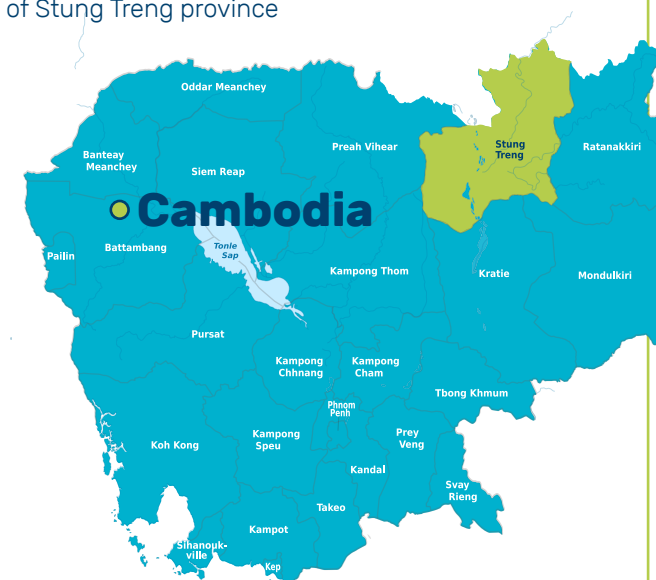 of Stung Treng province
Oddar Meanchey
Banteay
Meanchey
Siem Reap
Preah Vihear
Stung
Treng
Ratanakkiri
Cambodia
Pailin
Battambang
Tonle
Sap
Kampong Thom
Kratie
Mondulkiri
Pursat
Kampong
Chhnang
Kampong
Cham
Tbong Khmum
Phnom
Penh
Koh Kong
Kampong
Speu
Prey
Veng
Kandal
Svay
Rieng
Takeo
Kampot
Sihanouk-
ville
Kep